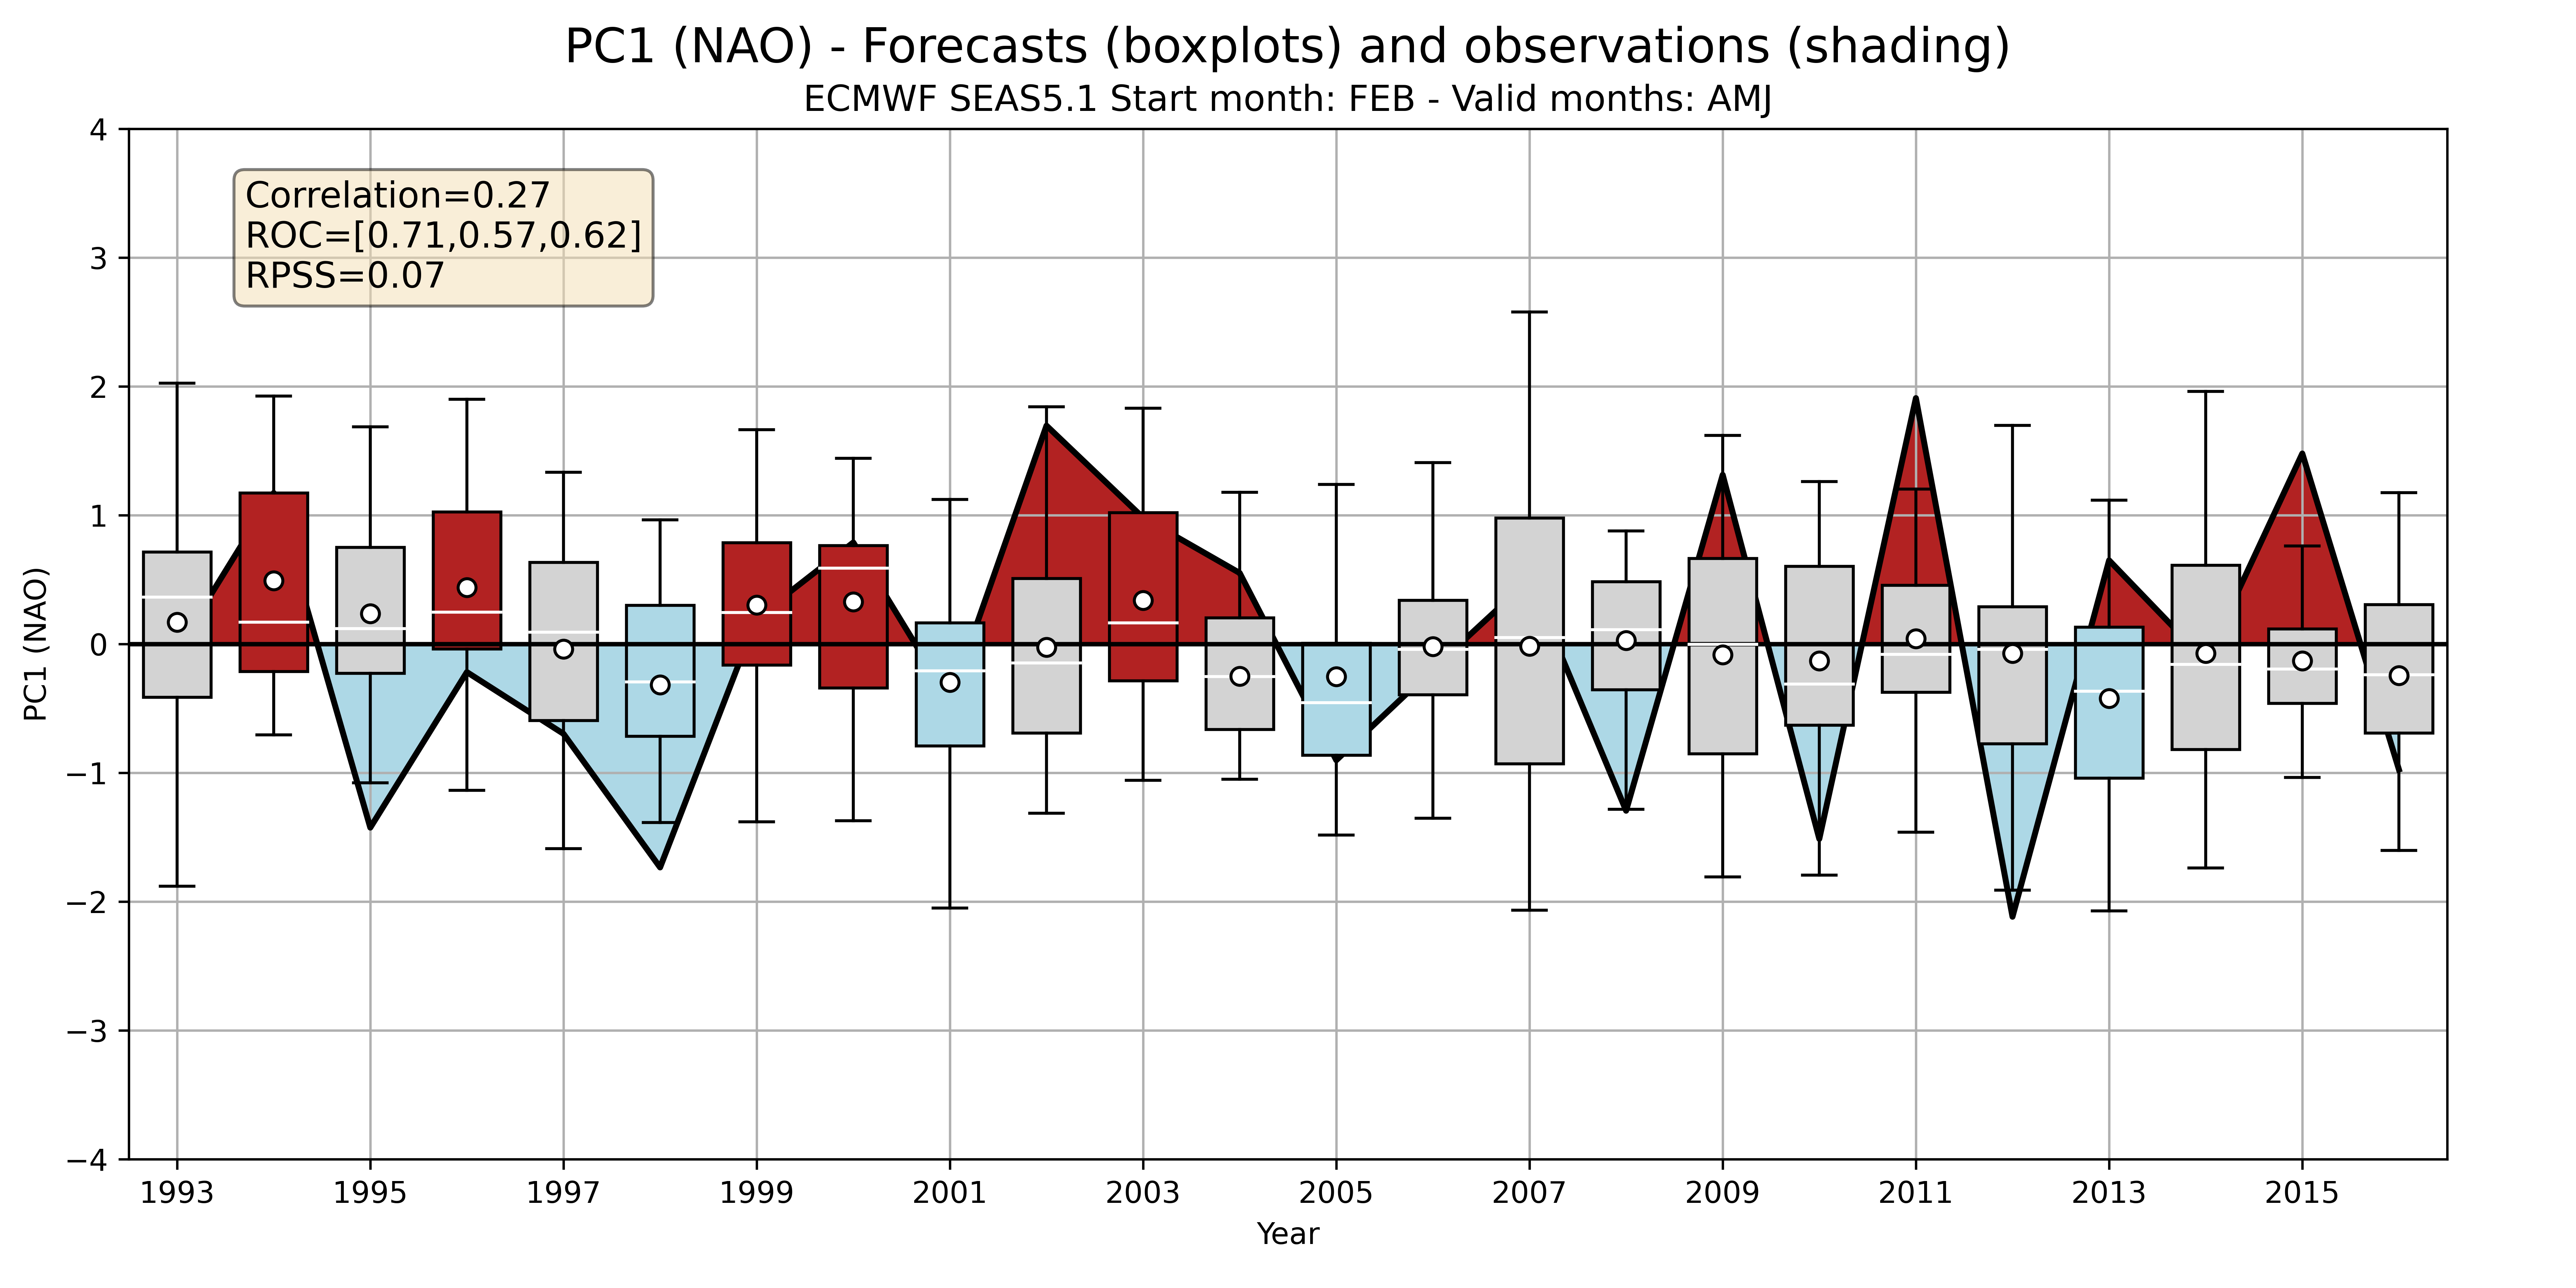 PC1 (NAO) - Forecasts (boxplots) and observations (shading)
ECMWF SEAS5.1 Start month: FEB - Valid months: AMJ
Correlation=0.27
ROC=[0.71,0.57,0.62]
RPSS=0.07
PC1 (NAO)
4
3
2
1
0
−1
−2
−3
−4
1993 1995 1997 1999 2001 2003 2005 2007 2009 2011 2013 2015
Year